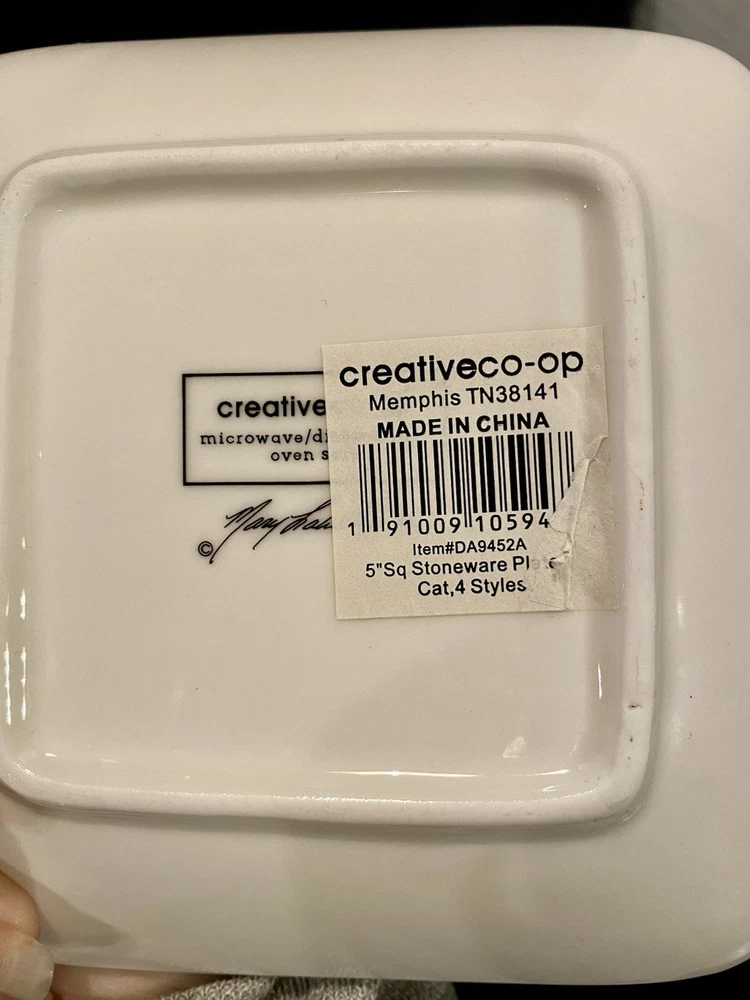 creative
microwave/di
oven s
©
creativeco-op
Memphis TN38141
MADE IN CHINA
1 91009 10594
Item#DA9452A
5"Sq Stoneware Plate
Cat,4 Styles